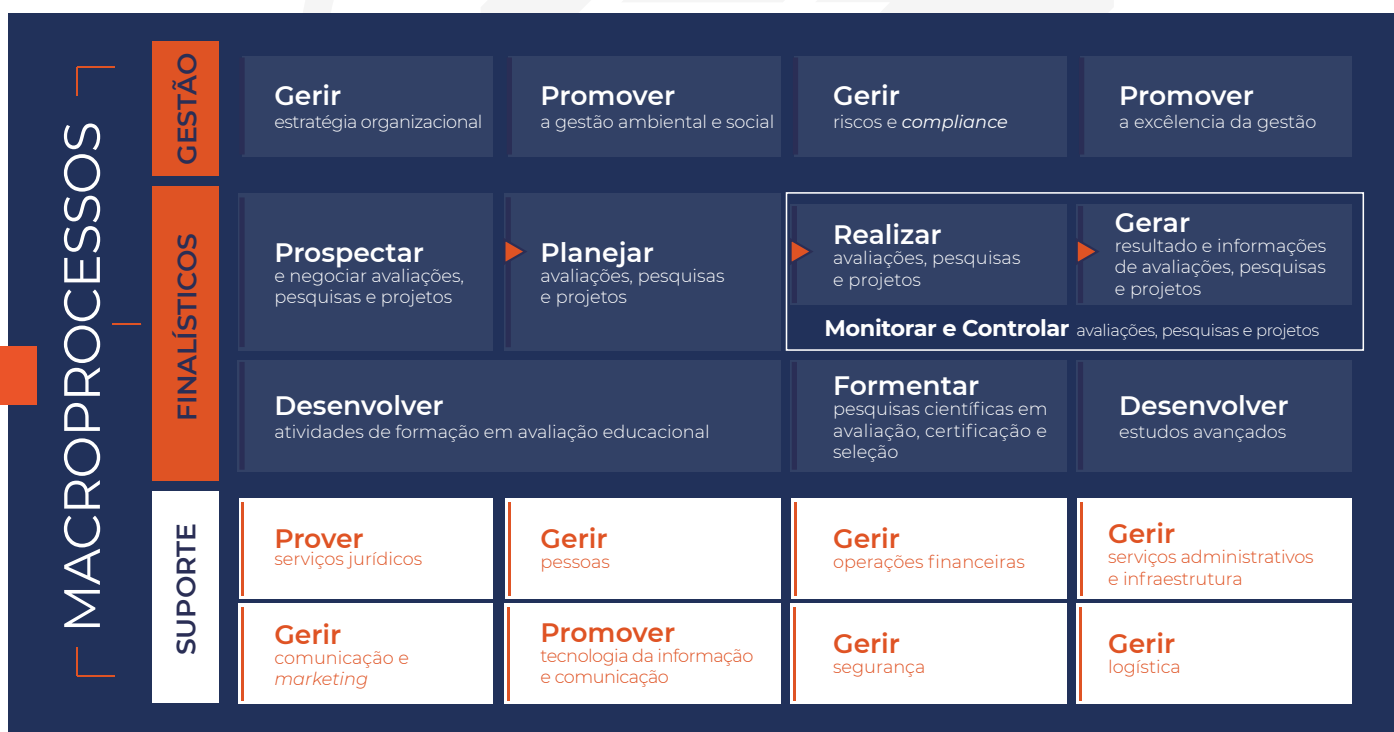 MACROPROCESSOS
GESTÃO
Gerir
estratégia organizacional
Promover
a gestão ambiental e social
Gerir
riscos e compliance
Promover
a excêlencia da gestão
FINALÍSTICOS
Prospectar
e negociar avaliações,
pesquisas e projetos
Planejar
avaliações, pesquisas
e projetos
Realizar
avaliações, pesquisas
e projetos
Gerar
resultado e informações
de avaliações, pesquisas
e projetos
Monitorar e Controlar avaliações, pesquisas e projetos
Desenvolver
atividades de formação em avaliação educacional
Formentar
pesquisas científicas em
avaliação, certificação e
seleção
Desenvolver
estudos avançados
SUPORTE
Prover
serviços jurídicos
Gerir
pessoas
Gerir
operações financeiras
Gerir
serviços administrativos
e infraestrutura
Gerir
comunicação e
marketing
Promover
tecnologia da informação
e comunicação
Gerir
segurança
Gerir
logística